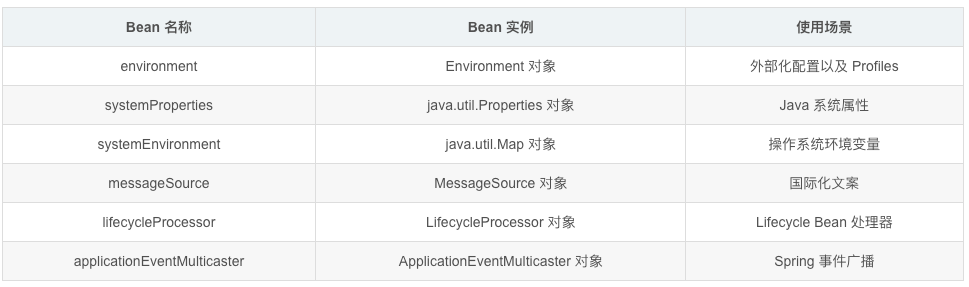 Bean 名称 Bean 实例 使用场景
environment Environment 对象 外部化配置以及 Profiles
systemProperties java.util.Properties 对象 Java 系统属性
systemEnvironment java.util.Map 对象 操作系统环境变量
messageSource MessageSource 对象 国际化文案
lifecycleProcessor LifecycleProcessor 对象 Lifecycle Bean 处理器
applicationEventMulticaster ApplicationEventMulticaster 对象 Spring 事件广播